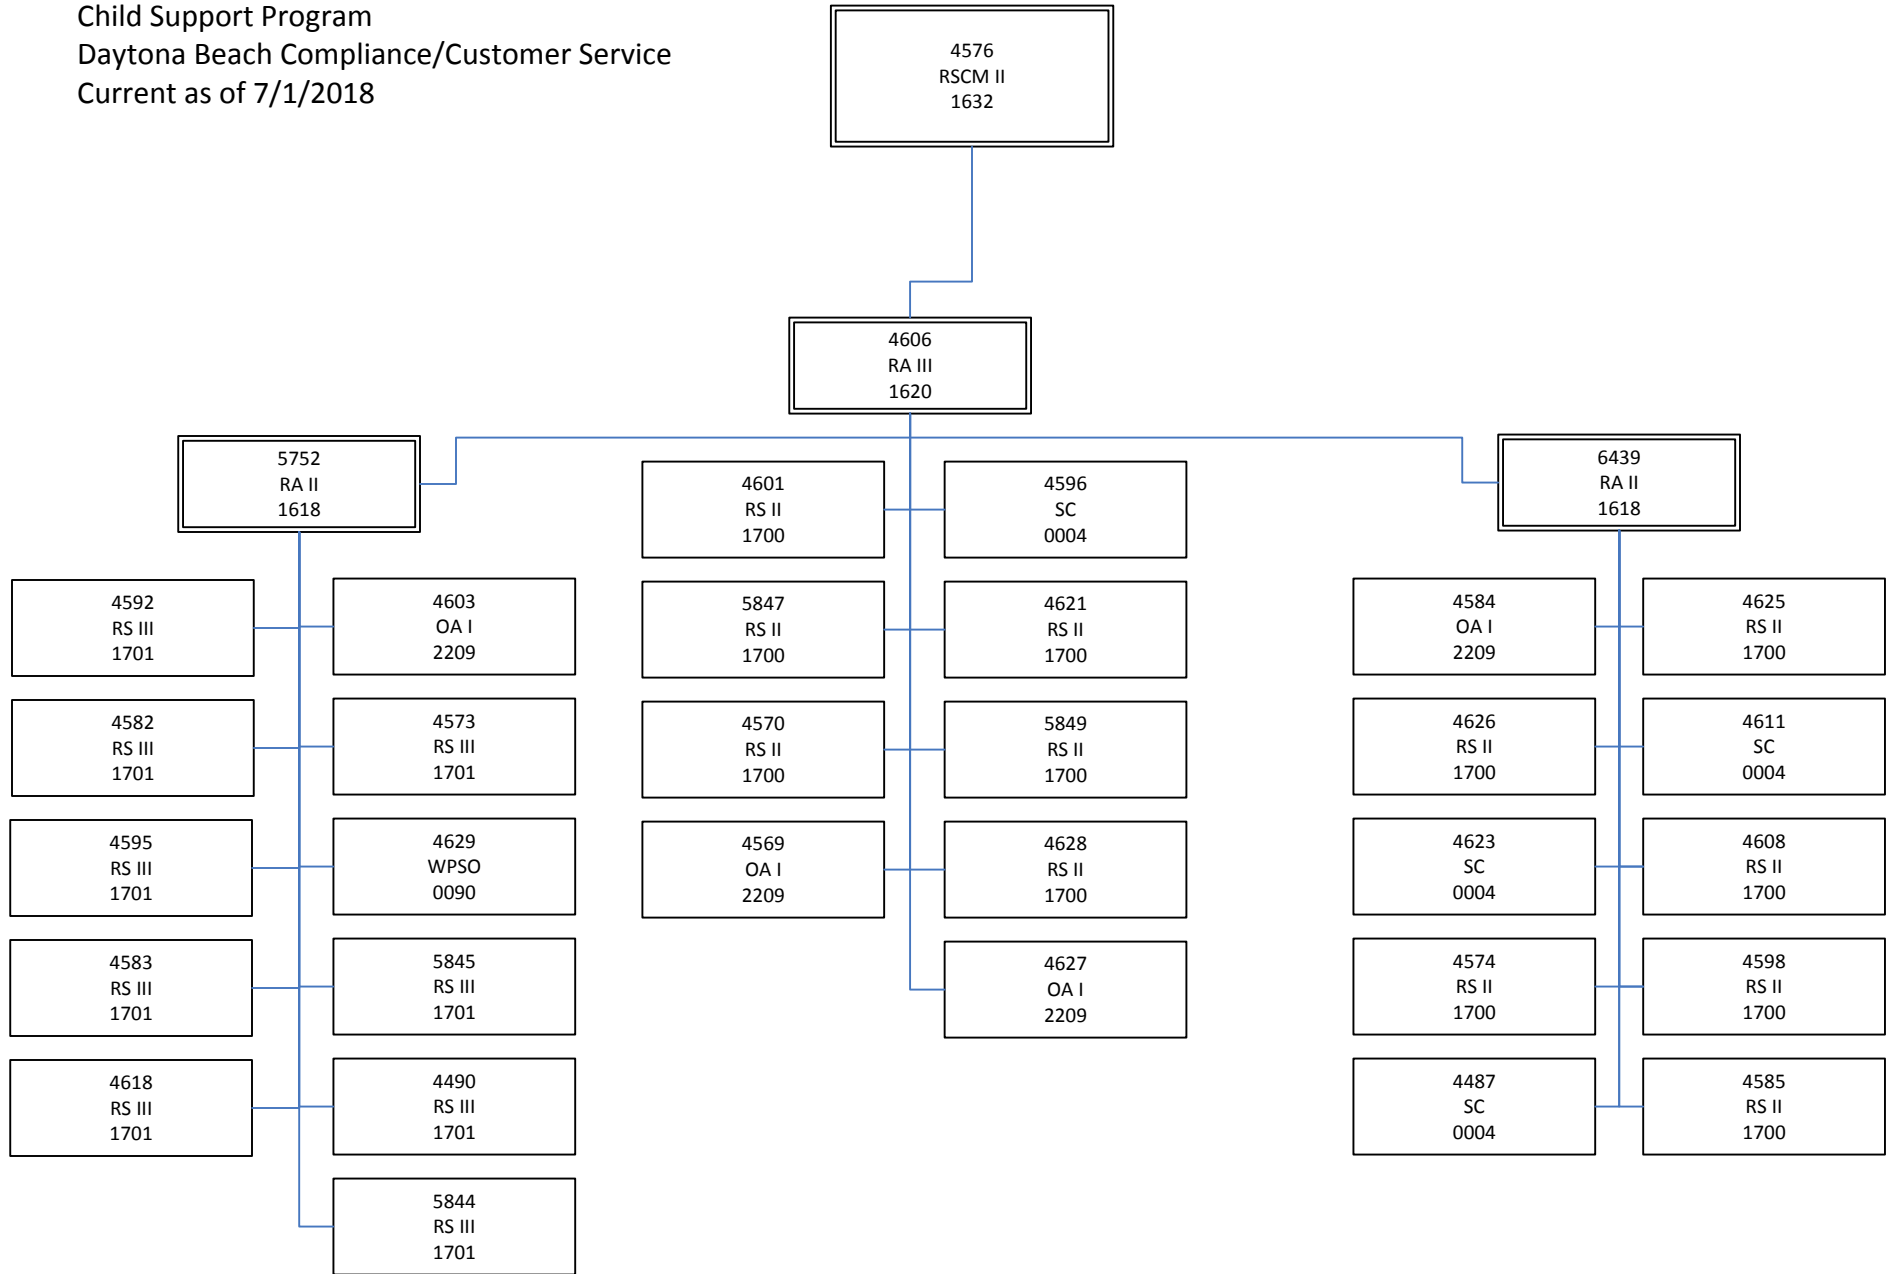 Child Support Program
Daytona Beach Compliance/Customer Service
Current as of 7/1/2018
4576
RSCM II
1632
4606
RA III
1620
5752
RA II
1618
6439
RA II
1618
4592
RS III
1701
4603
OA I
2209
4582
RS III
1701
4573
RS III
1701
4595
RS III
1701
4629
WPSO
0090
4583
RS III
1701
5845
RS III
1701
4618
RS III
1701
4490
RS III
1701
5844
RS III
1701
4601
RS II
1700
4596
SC
0004
5847
RS II
1700
4621
RS II
1700
4570
RS II
1700
5849
RS II
1700
4569
OA I
2209
4628
RS II
1700
4627
OA I
2209
4584
OA I
2209
4625
RS II
1700
4626
RS II
1700
4611
SC
0004
4623
SC
0004
4608
RS II
1700
4574
RS II
1700
4598
RS II
1700
4487
SC
0004
4585
RS II
1700